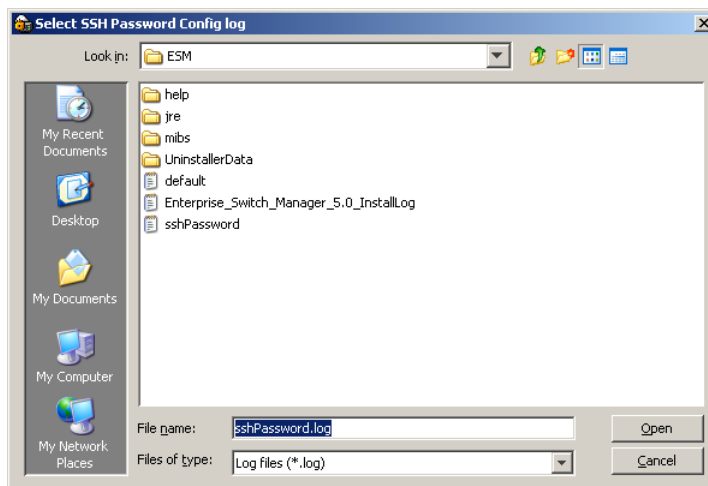 Select SSH Password Config log
Look in: ESM
My Recent
Documents
Desktop
My Documents
My Computer
My Network
Places
help
jre
mibs
UninstallerData
default
Enterprise_Switch_Manager_5.0_InstallLog
sshPassword
File name: sshPassword.log Open
Files of type: Log files (*.log) Cancel